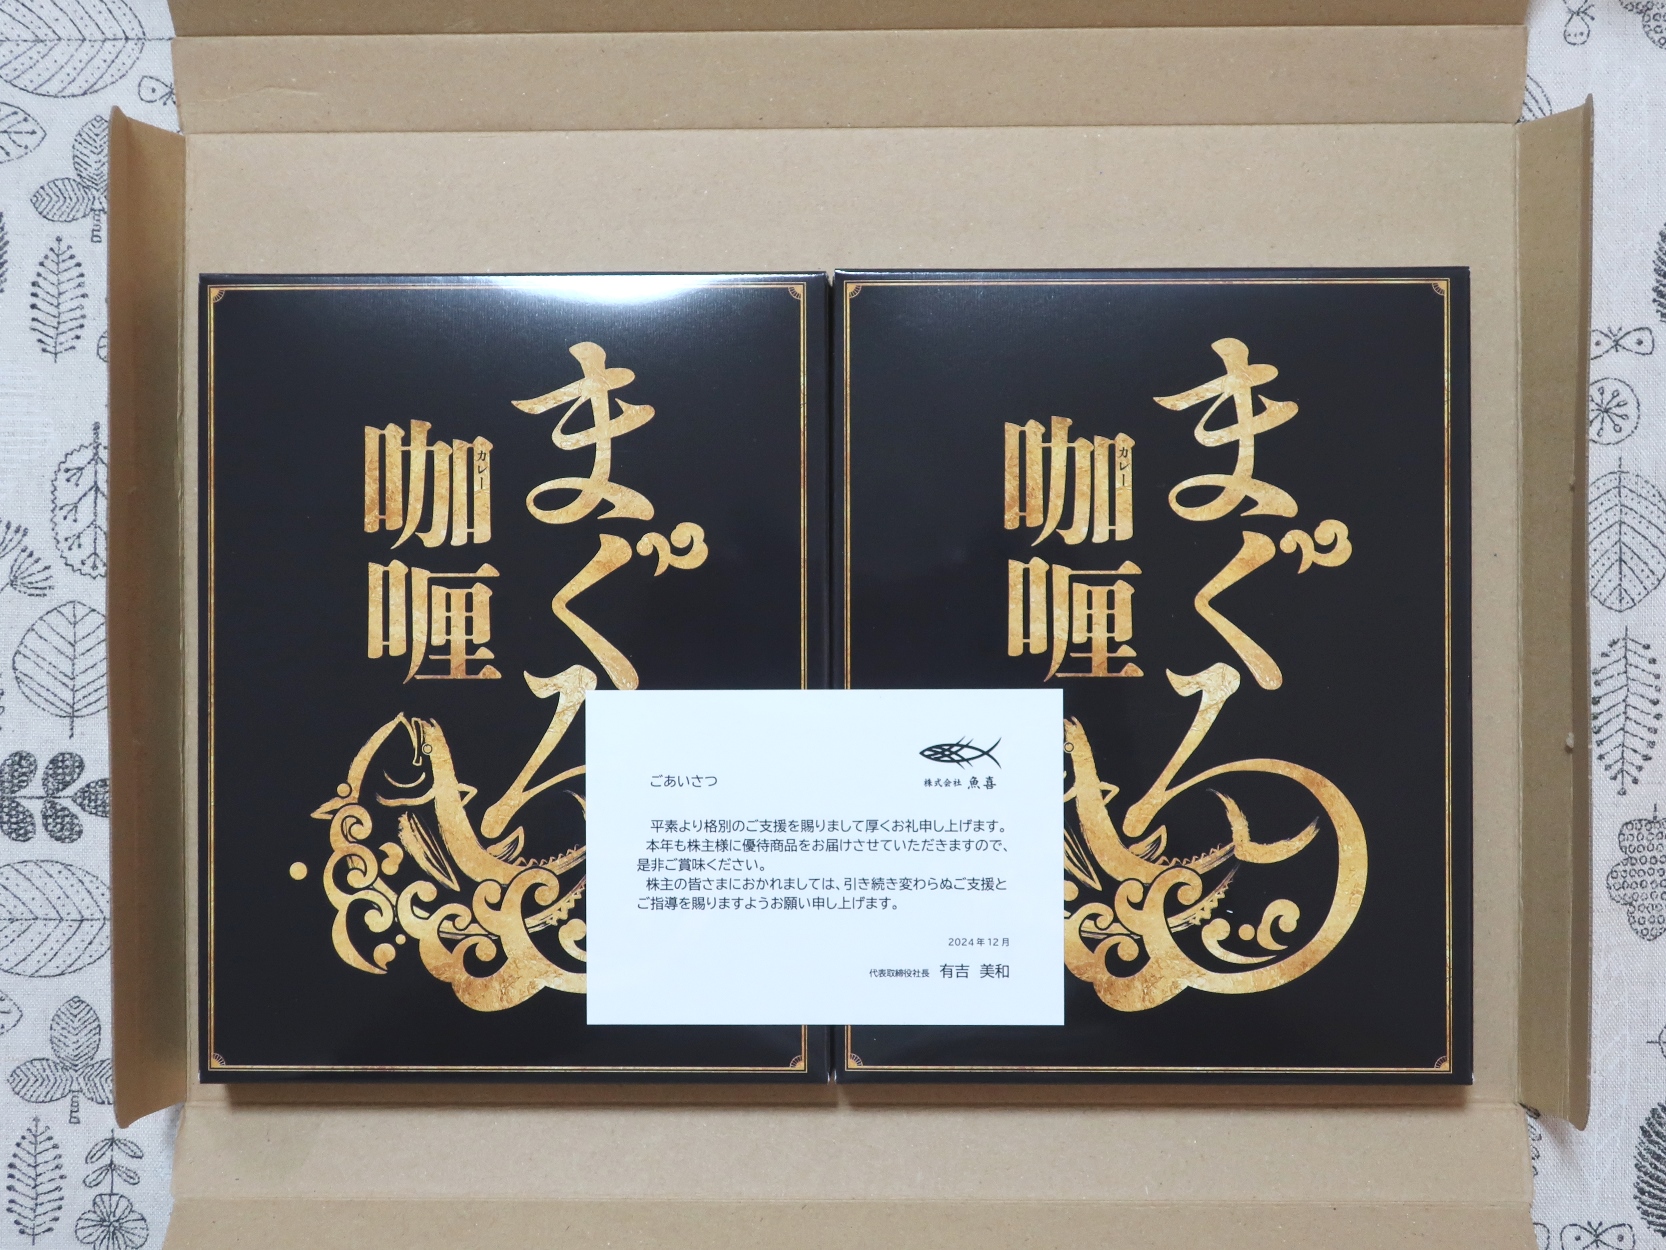 まぐろ
咖喱
カレー
まぐろ
咖喱
カレー
株式会社 魚喜
ごあいさつ
平素より格別のご支援を賜りまして厚くお礼申し上げます。
本年も株主様に優待商品をお届けさせていただきますので、
是非ご賞味ください。
株主の皆さまにおかれましては、引き続き変わらぬご支援と
ご指導を賜りますようお願い申し上げます。
2024年12月
代表取締役社長 有吉 美和